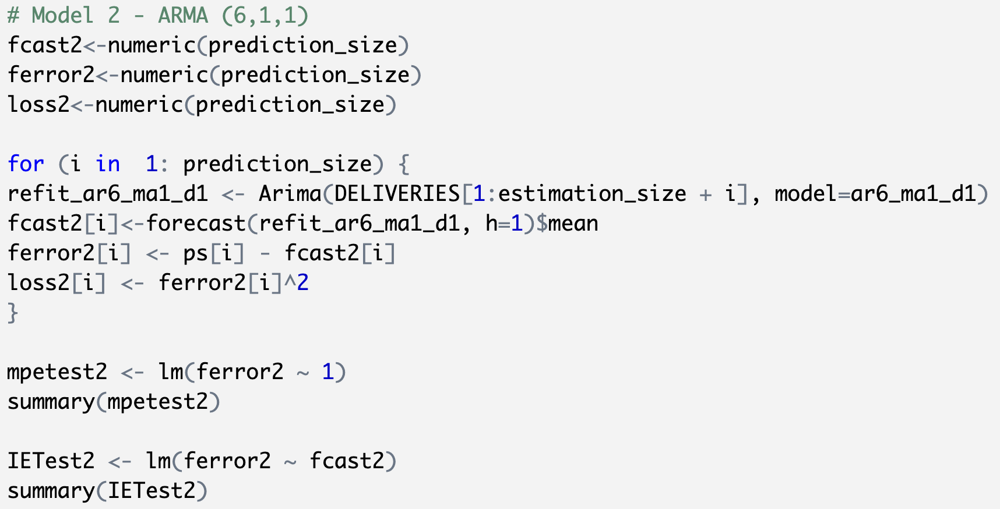 # Model 2 - ARMA (6,1,1)
fcast2<-numeric(prediction_size)
ferror2<-numeric(prediction_size)
loss2<-numeric(prediction_size)
for (i in  1: prediction_size) {
refit_ar6_ma1_d1 <- Arima(DELIVERIES[1:estimation_size + i], model=ar6_ma1_d1)
fcast2[i]<-forecast(refit_ar6_ma1_d1, h=1)$mean
ferror2[i] <- ps[i] - fcast2[i]
loss2[i] <- ferror2[i]^2
}
mpetest2 <- lm(ferror2 ~ 1)
summary(mpetest2)
IETest2 <- lm(ferror2 ~ fcast2)
summary(IETest2)